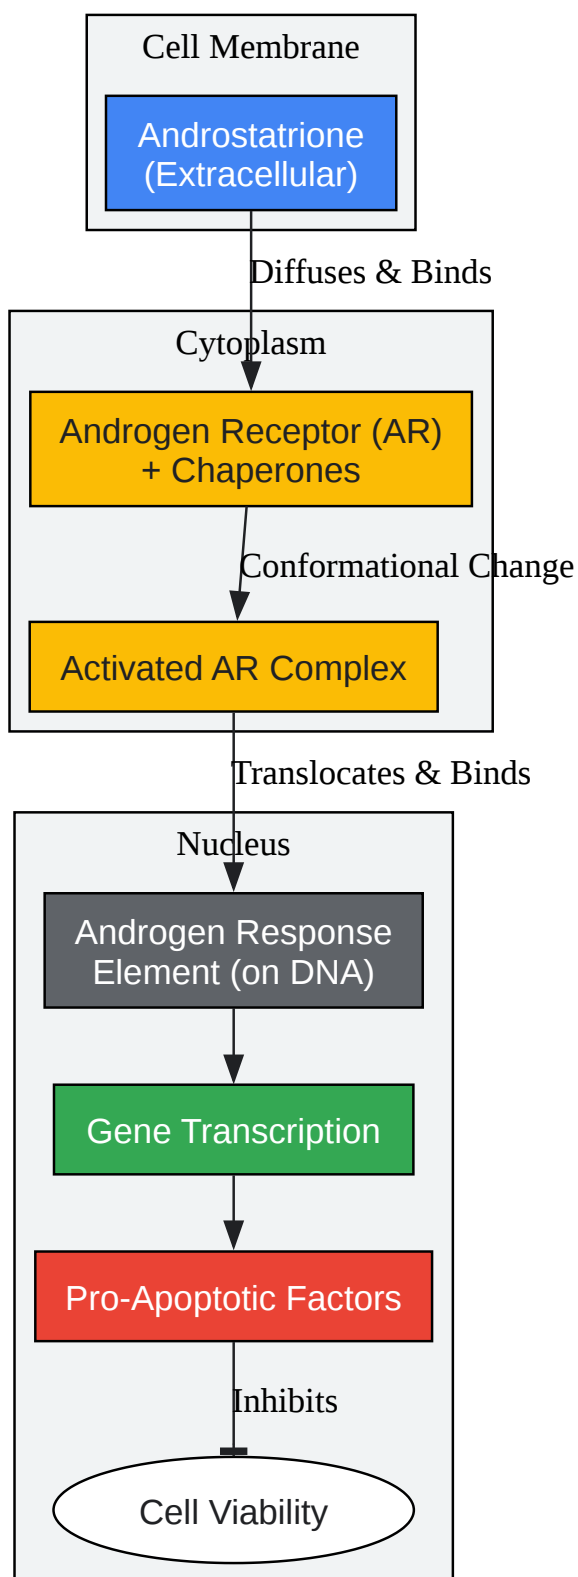 Cell Membrane
Androstatrione
(Extracellular)
Diffuses & Binds
Cytoplasm
Androgen Receptor (AR)
+ Chaperones
Conformational Change
Activated AR Complex
Translocates & Binds
Nucleus
Androgen Response
Element (on DNA)
Gene Transcription
Pro-Apoptotic Factors
Inhibits
Cell Viability